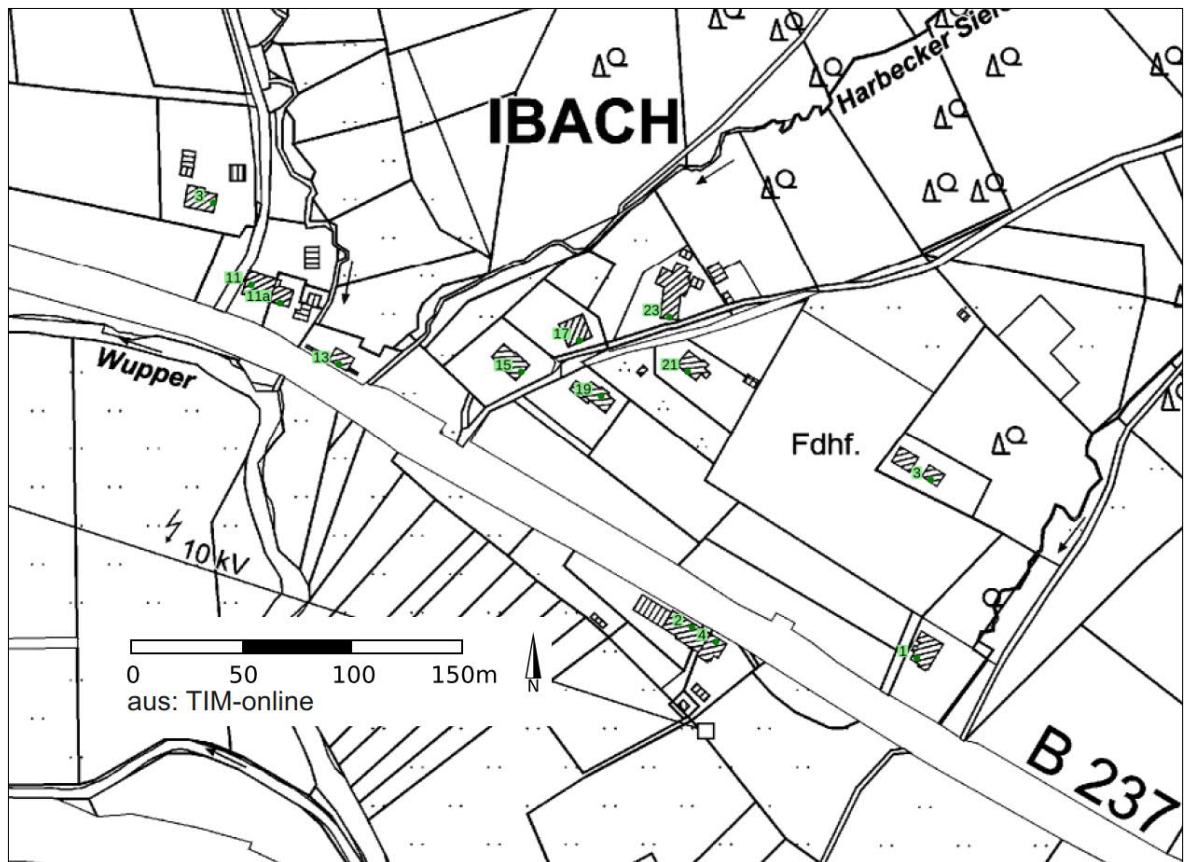 Harbecker Siefen
IBACH
3
11
11a
13
17
23
15
21
19
Wupper
Fdhf.
3
10 kV
2
4
1
0 50 100 150m
N
aus: TIM-online
B 237